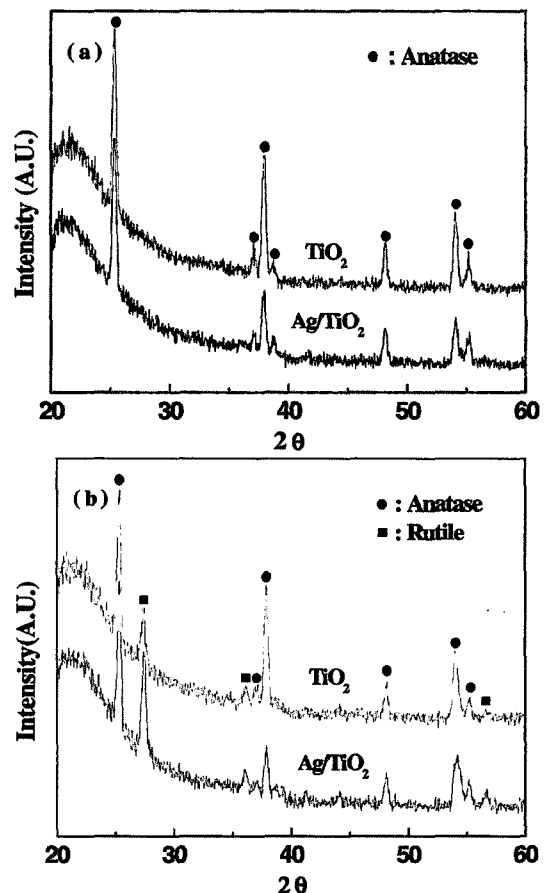 (a)
● : Anatase
Intensity (A.U.)
TiO₂
Ag/TiO₂
20 30 40 50 60
2θ
(b)
● : Anatase
■ : Rutile
Intensity(A.U.)
TiO₂
Ag/TiO₂
20 30 40 50 60
2θ